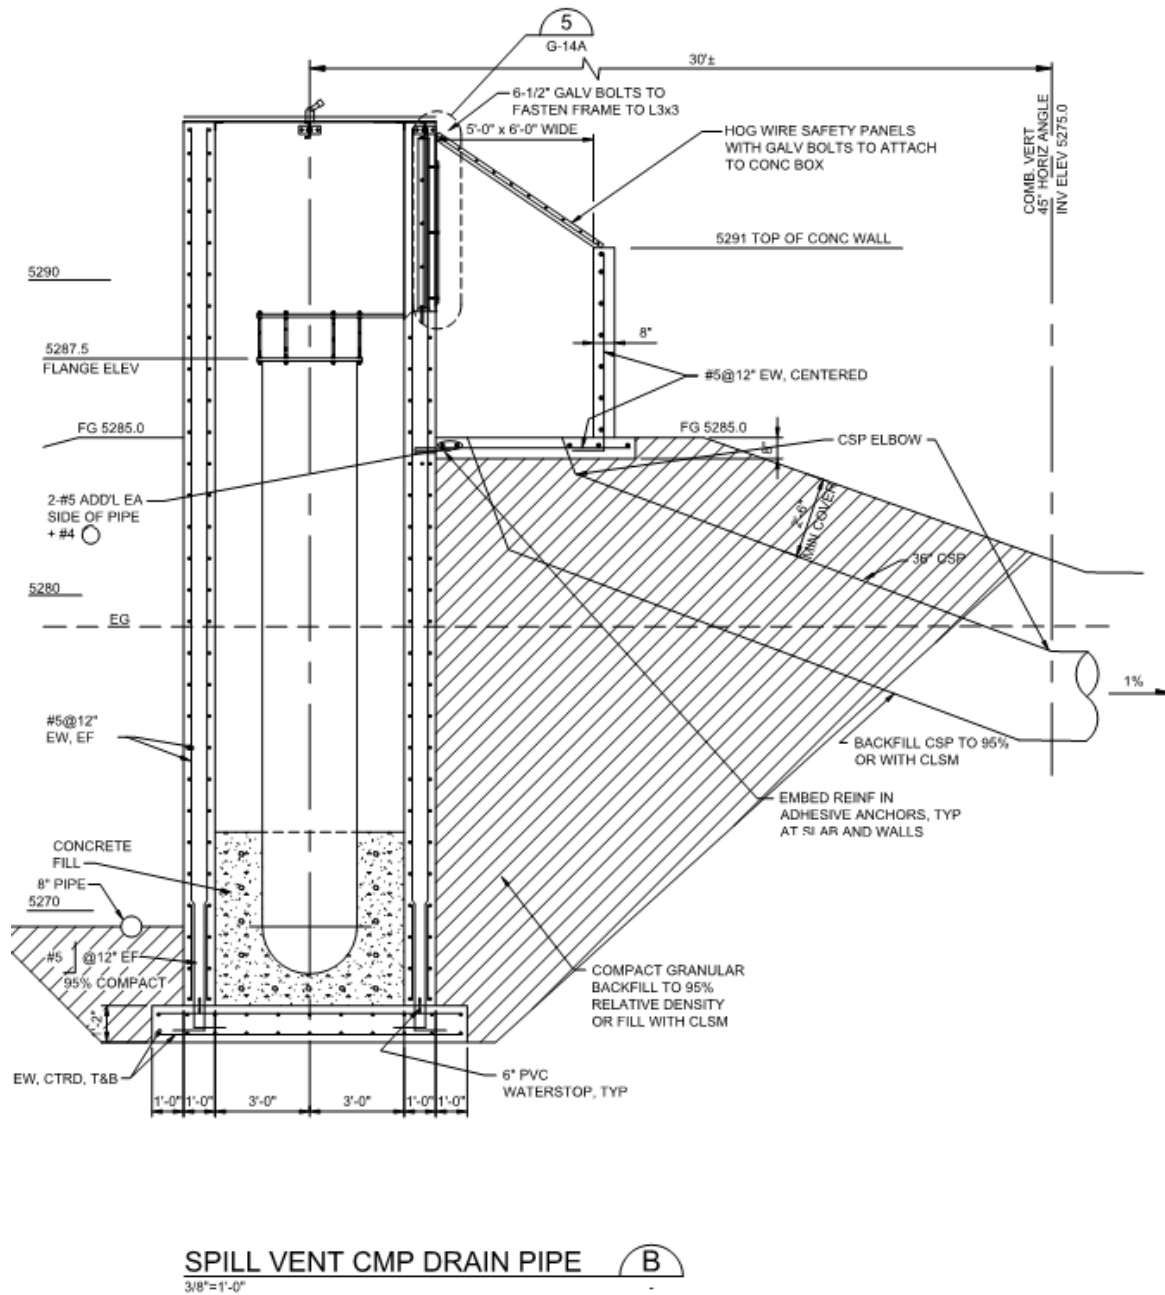 5
G-14A
30'±
6-1/2" GALV BOLTS TO
FASTEN FRAME TO L3x3
5'-0" x 6'-0" WIDE
HOG WIRE SAFETY PANELS
WITH GALV BOLTS TO ATTACH
TO CONC BOX
COMB. VERT
45° HORIZ ANGLE
INV ELEV 5275.0
5291 TOP OF CONC WALL
5290
8"
5287.5
FLANGE ELEV
#5@12" EW, CENTERED
FG 5285.0
FG 5285.0
8"
CSP ELBOW
2-#5 ADD'L EA
SIDE OF PIPE
+ #4
2'-6"
MIN COVER
36" CSP
5280
EG
1%
#5@12"
EW, EF
BACKFILL CSP TO 95%
OR WITH CLSM
EMBED REINF IN
ADHESIVE ANCHORS, TYP
AT SLAB AND WALLS
CONCRETE
FILL
8" PIPE
5270
#5 @12" EF
95% COMPACT
COMPACT GRANULAR
BACKFILL TO 95%
RELATIVE DENSITY
OR FILL WITH CLSM
-2"
EW, CTRD, T&B
6" PVC
WATERSTOP, TYP
1'-0" 1'-0" 3'-0" 3'-0" 1'-0" 1'-0"
SPILL VENT CMP DRAIN PIPE B
3/8"=1'-0" -